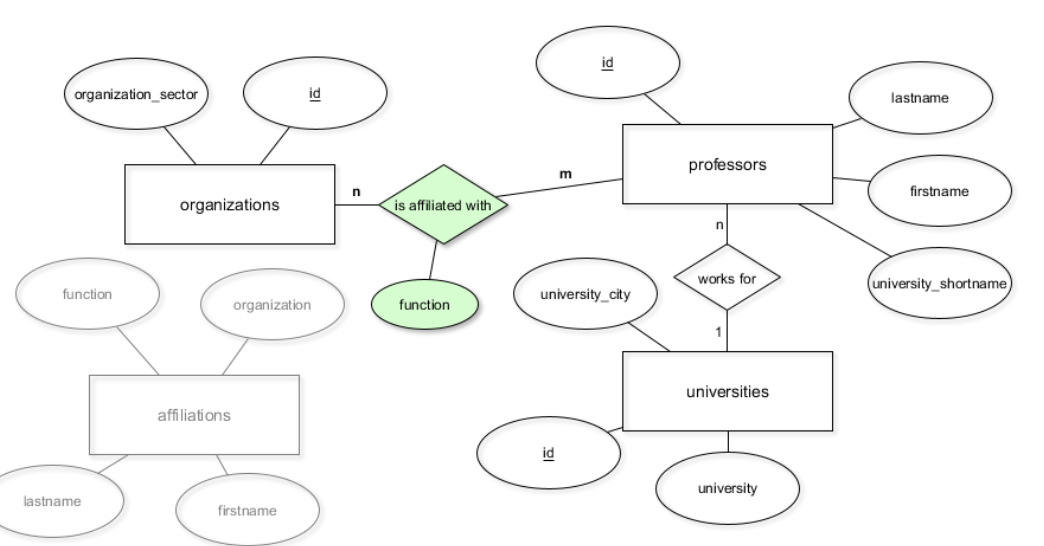 id
organization_sector
id
lastname
professors
m
firstname
n
organizations
is affiliated with
n
works for
university_shortname
function
organization
function
university_city
1
universities
affiliations
id
university
lastname
firstname